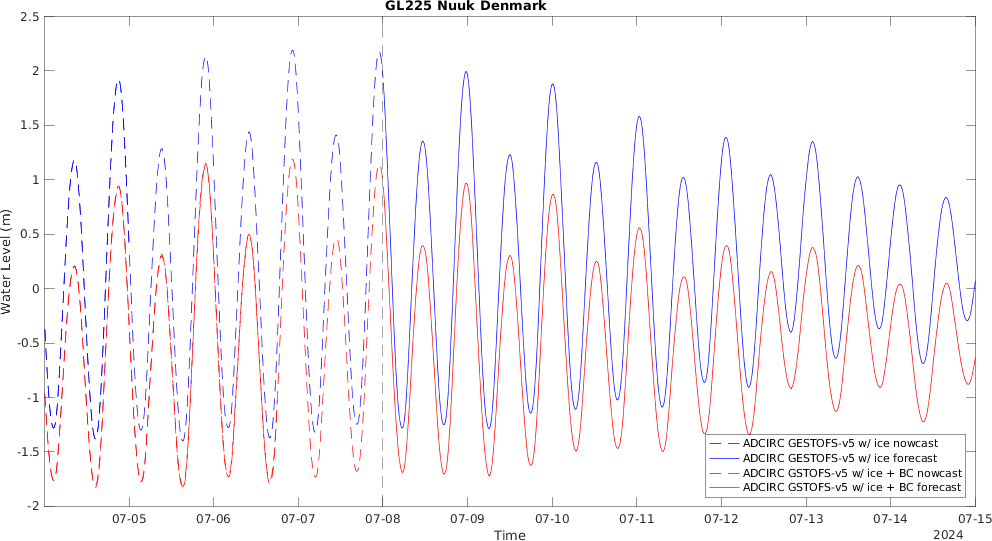 GL225 Nuuk Denmark
2.5
2
1.5
1
0.5
0
-0.5
-1
-1.5
-2
Water Level (m)
ADCIRC GESTOFS-v5 w/ ice nowcast
ADCIRC GESTOFS-v5 w/ ice forecast
ADCIRC GSTOFS-v5 w/ ice + BC nowcast
ADCIRC GSTOFS-v5 w/ ice + BC forecast
07-05 07-06 07-07 07-08 07-09 07-10 07-11 07-12 07-13 07-14 07-15
Time
2024